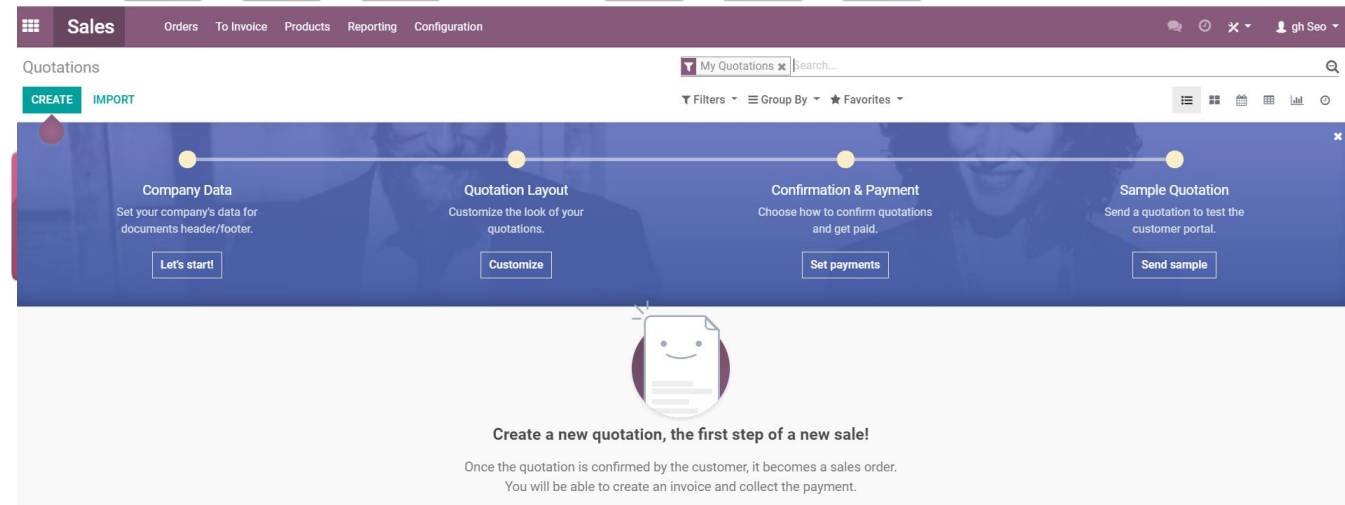 Sales Orders To Invoice Products Reporting Configuration gh Seo
Quotations My Quotations Search...
CREATE IMPORT Filters Group By Favorites
Company Data
Set your company's data for
documents header/footer.
Let's start!
Quotation Layout
Customize the look of your
quotations.
Customize
Confirmation & Payment
Choose how to confirm quotations
and get paid.
Set payments
Sample Quotation
Send a quotation to test the
customer portal.
Send sample
Create a new quotation, the first step of a new sale!
Once the quotation is confirmed by the customer, it becomes a sales order.
You will be able to create an invoice and collect the payment.